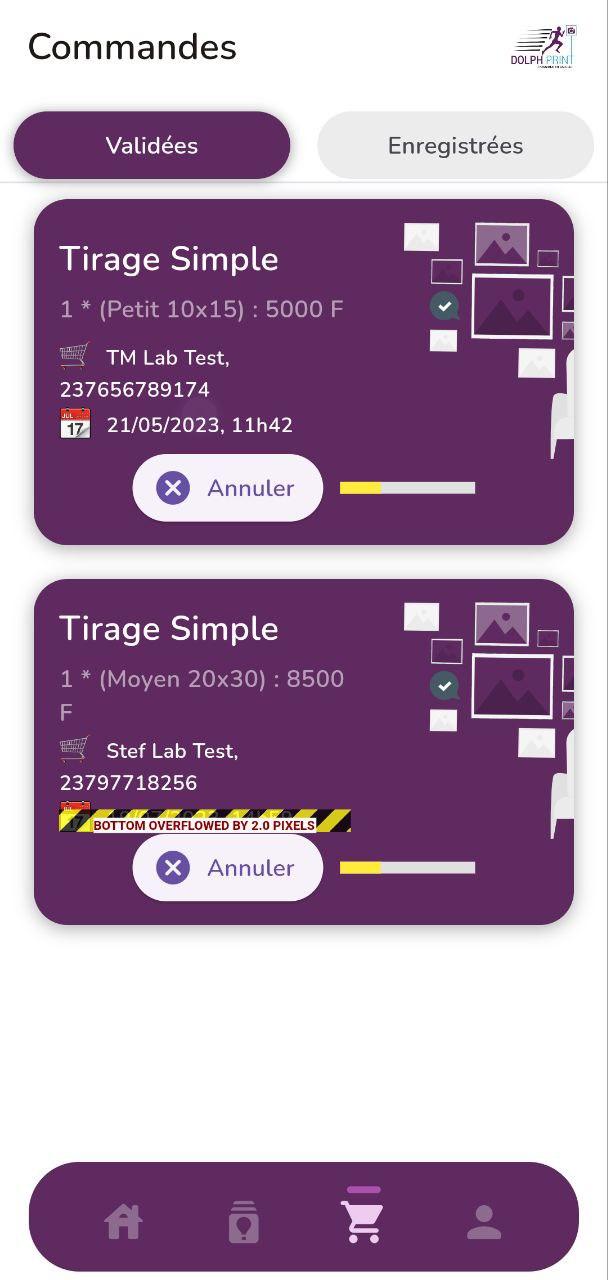 Commandes
DOLPH PRINT
Validées
Enregistrées
Tirage Simple
1 * (Petit 10x15) : 5000 F
TM Lab Test,
237656789174
JUL
17
21/05/2023, 11h42
Annuler
Tirage Simple
1 * (Moyen 20x30) : 8500
F
Stef Lab Test,
23797718256
BOTTOM OVERFLOWED BY 2.0 PIXELS
Annuler